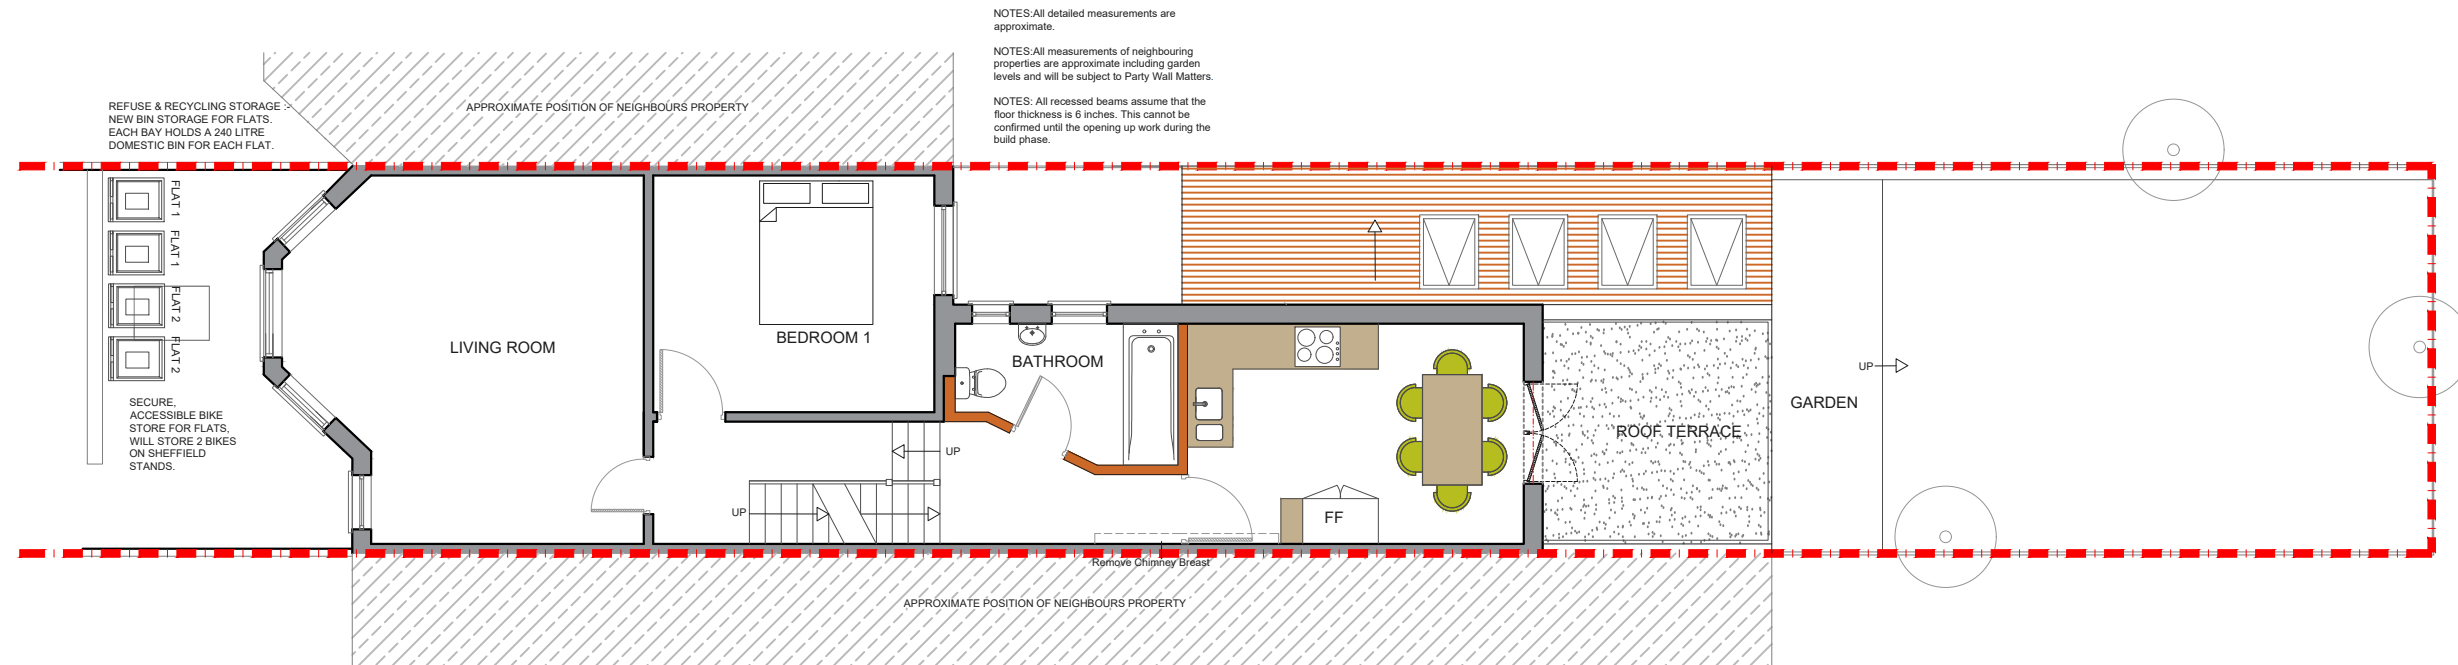 NOTES:All detailed measurements are
approximate.
NOTES:All measurements of neighbouring
properties are approximate including garden
levels and will be subject to Party Wall Matters.
NOTES: All recessed beams assume that the
floor thickness is 6 inches. This cannot be
confirmed until the opening up work during the
build phase.
REFUSE & RECYCLING STORAGE :-
NEW BIN STORAGE FOR FLATS.
EACH BAY HOLDS A 240 LITRE
DOMESTIC BIN FOR EACH FLAT.
APPROXIMATE POSITION OF NEIGHBOURS PROPERTY
FLAT 1
FLAT 1
FLAT 2
FLAT 2
SECURE,
ACCESSIBLE BIKE
STORE FOR FLATS,
WILL STORE 2 BIKES
ON SHEFFIELD
STANDS.
LIVING ROOM
BEDROOM 1
BATHROOM
UP
UP
FF
ROOF TERRACE
GARDEN
UP
Remove Chimney Breast
APPROXIMATE POSITION OF NEIGHBOURS PROPERTY